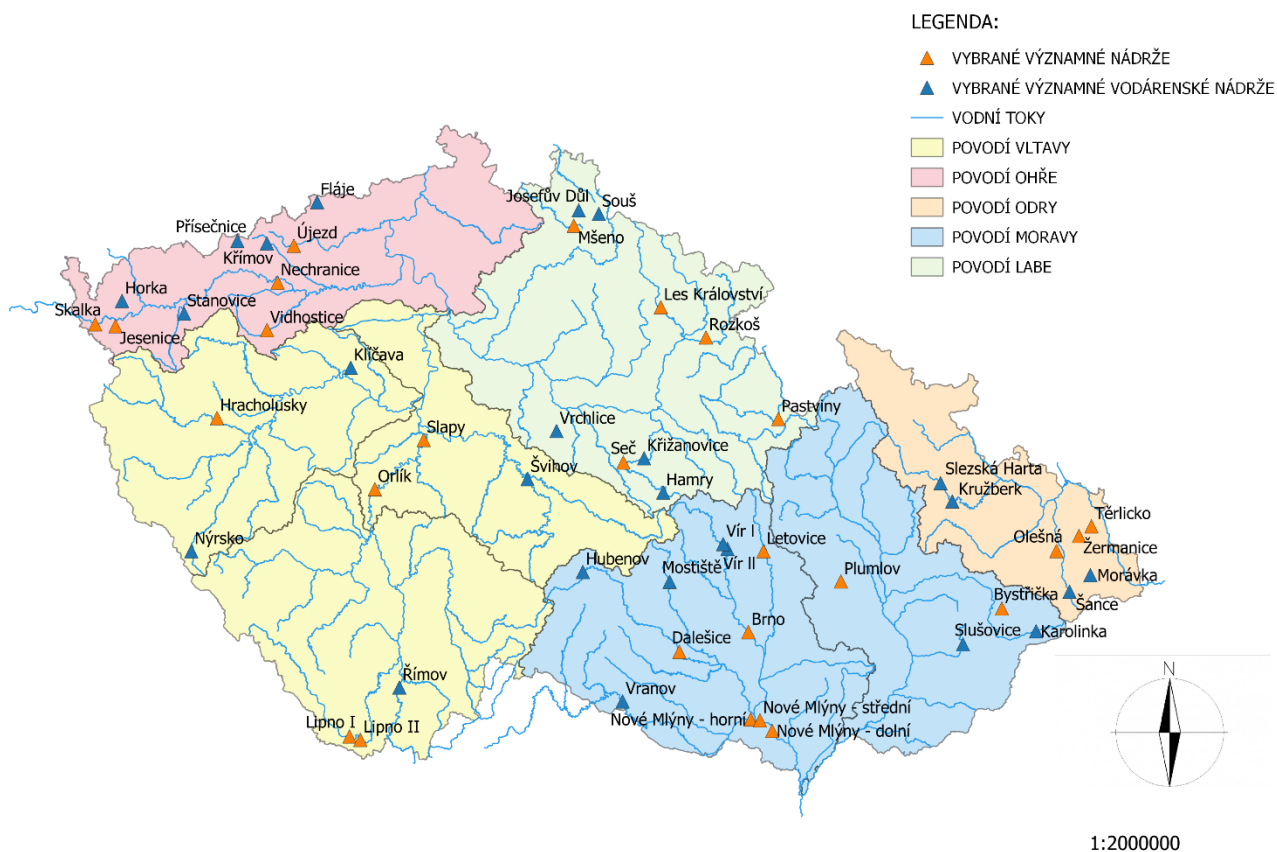 LEGENDA:
VYBRANÉ VÝZNAMNÉ NÁDRŽE
VYBRANÉ VÝZNAMNÉ VODÁRENSKÉ NÁDRŽE
VODNÍ TOKY
POVODÍ VLTAVY
POVODÍ OHŘE
POVODÍ ODRY
POVODÍ MORAVY
POVODÍ LABE
Fláje
Josefův Důl
Souš
Přísečnice
Újezd
Mšeno
Křímov
Nechranice
Horka
Stanovice
Les Království
Skalka
Jesenice
Vidhostice
Rozkoš
Klíčava
Hracholusky
Pastviny
Vrchlice
Slapy
Seč
Křižanovice
Orlík
Švihov
Hamry
Slezská Harta
Kružberk
Těrlicko
Olešná
Žermanice
Nýrsko
Vír I
Letovice
Hubenov
Mostiště
Vír II
Plumlov
Morávka
Bystřička
Šance
Brno
Dalešice
Slušovice
Karolinka
Římov
Vranov
N
Nové Mlýny - střední
Nové Mlýny - horní
Lipno I
Lipno II
Nové Mlýny - dolní
1:2000000